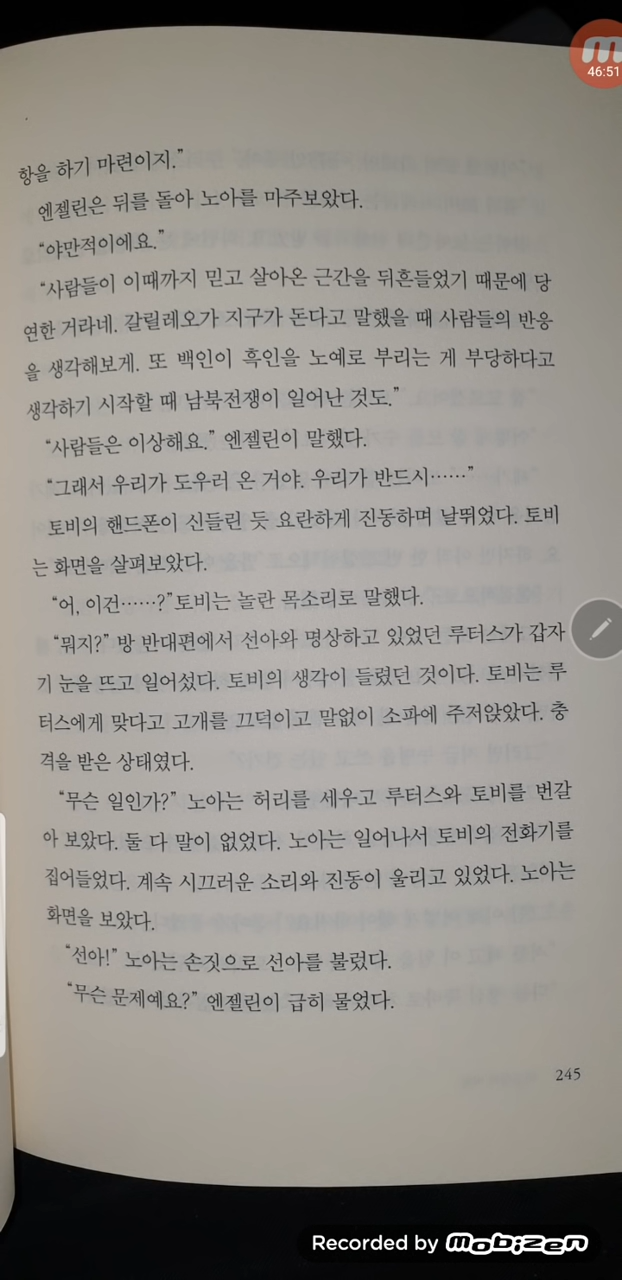 46:51
항을 하기 마련이지.”
엔젤린은 뒤를 돌아 노아를 마주보았다.
“야만적이에요.”
“사람들이 이때까지 믿고 살아온 근간을 뒤흔들었기 때문에 당
연한 거라네. 갈릴레오가 지구가 돈다고 말했을 때 사람들의 반응
을 생각해보게. 또 백인이 흑인을 노예로 부리는 게 부당하다고
생각하기 시작할 때 남북전쟁이 일어난 것도.”
“사람들은 이상해요.” 엔젤린이 말했다.
“그래서 우리가 도우러 온 거야. 우리가 반드시……”
토비의 핸드폰이 신들린 듯 요란하게 진동하며 날뛰었다. 토비
는 화면을 살펴보았다.
“어, 이건……?” 토비는 놀란 목소리로 말했다.
“뭐지?” 방 반대편에서 선아와 명상하고 있었던 루터스가 갑자
기 눈을 뜨고 일어섰다. 토비의 생각이 들렸던 것이다. 토비는 루
터스에게 맞다고 고개를 끄덕이고 말없이 소파에 주저앉았다. 충
격을 받은 상태였다.
“무슨 일인가?” 노아는 허리를 세우고 루터스와 토비를 번갈
아 보았다. 둘 다 말이 없었다. 노아는 일어나서 토비의 전화기를
집어들었다. 계속 시끄러운 소리와 진동이 울리고 있었다. 노아는
화면을 보았다.
“선아!” 노아는 손짓으로 선아를 불렀다.
“무슨 문제예요?” 엔젤린이 급히 물었다.
245
Recorded by mobizen